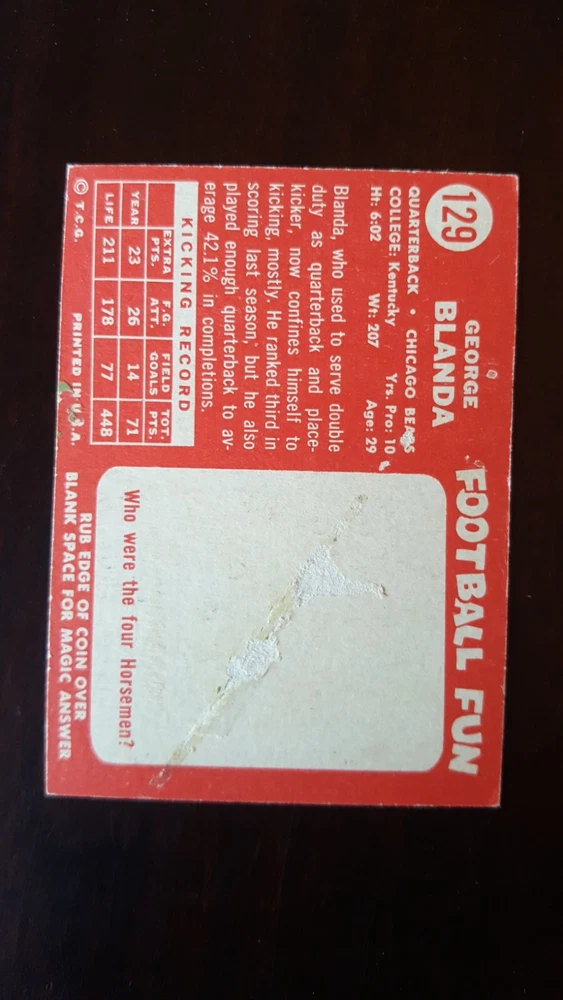 129
GEORGE
BLANDA
QUARTERBACK • CHICAGO BEARS
COLLEGE: Kentucky Yrs. Pro: 10
Ht: 6:02 Wt: 207 Age: 29
Blanda, who used to serve double
duty as quarterback and place-
kicker, now confines himself to
kicking, mostly. He ranked third in
scoring last season, but he also
played enough quarterback to av-
erage 42.1% in completions.
KICKING RECORD
EXTRA PTS. F.G. ATT. FIELD GOALS TOT. PTS.
YEAR 23 26 14 71
LIFE 211 178 77 448
© T.C.G. PRINTED IN U.S.A.
FOOTBALL FUN
Who were the four Horsemen?
RUB EDGE OF COIN OVER
BLANK SPACE FOR MAGIC ANSWER